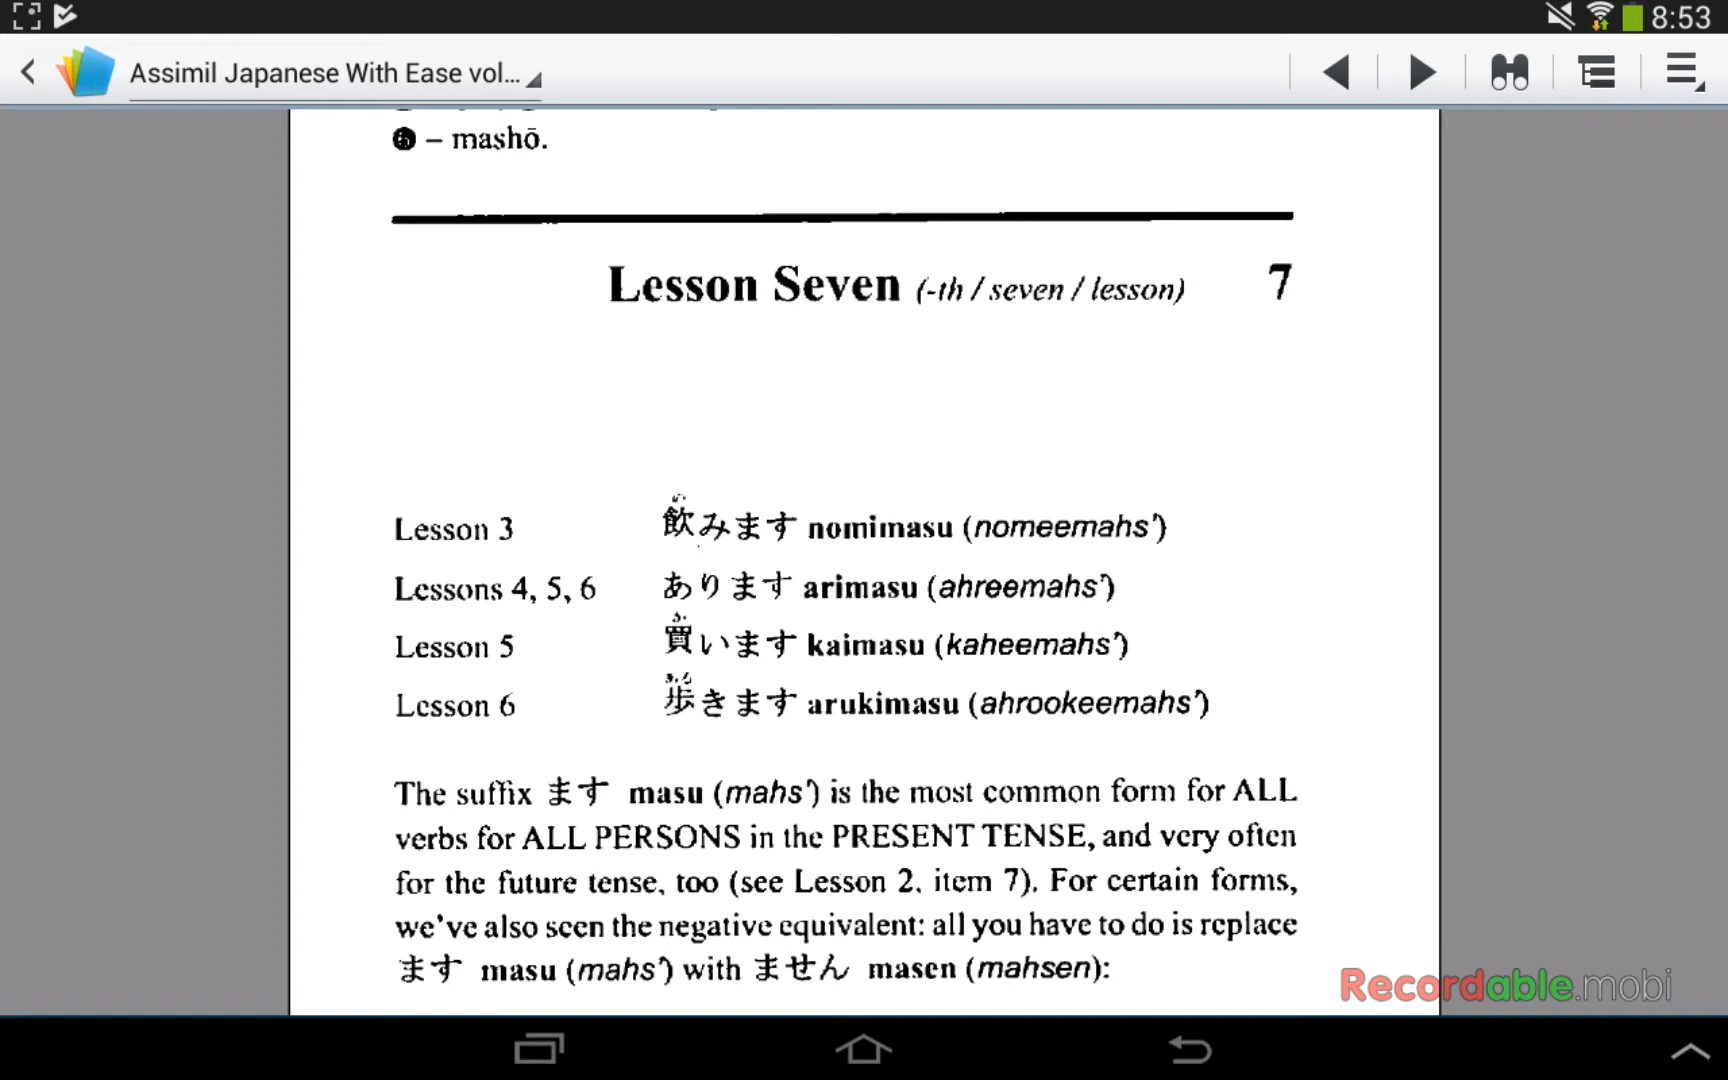 8:53
Assimil Japanese With Ease vol...
– mashō.
Lesson Seven (-th / seven / lesson) 7
Lesson 3 飲みます nomimasu (nomeemahs')
Lessons 4, 5, 6 あります arimasu (ahreemahs')
Lesson 5 買います kaimasu (kaheemahs')
Lesson 6 歩きます arukimasu (ahrookeemahs')
The suffix ます masu (mahs') is the most common form for ALL
verbs for ALL PERSONS in the PRESENT TENSE, and very often
for the future tense, too (see Lesson 2, item 7). For certain forms,
we've also seen the negative equivalent: all you have to do is replace
ます masu (mahs') with ません masen (mahsen):
Recordable.mobi